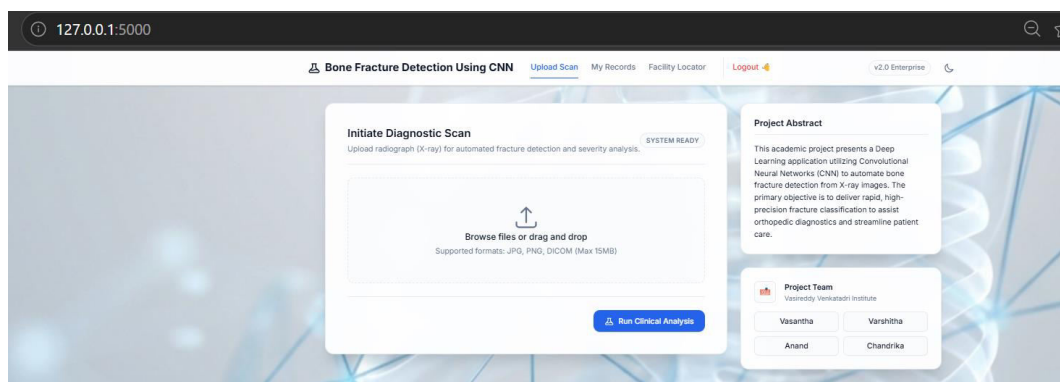 127.0.0.1:5000
Bone Fracture Detection Using CNN
Upload Scan
My Records
Facility Locator
Logout
v2.0 Enterprise
Initiate Diagnostic Scan
Upload radiograph (X-ray) for automated fracture detection and severity analysis.
SYSTEM READY
Browse files or drag and drop
Supported formats: JPG, PNG, DICOM (Max 15MB)
Run Clinical Analysis
Project Abstract
This academic project presents a Deep
Learning application utilizing Convolutional
Neural Networks (CNN) to automate bone
fracture detection from X-ray images. The
primary objective is to deliver rapid, high-
precision fracture classification to assist
orthopedic diagnostics and streamline patient
care.
Project Team
Vasireddy Venkatadri Institute
Vasantha
Varshitha
Anand
Chandrika